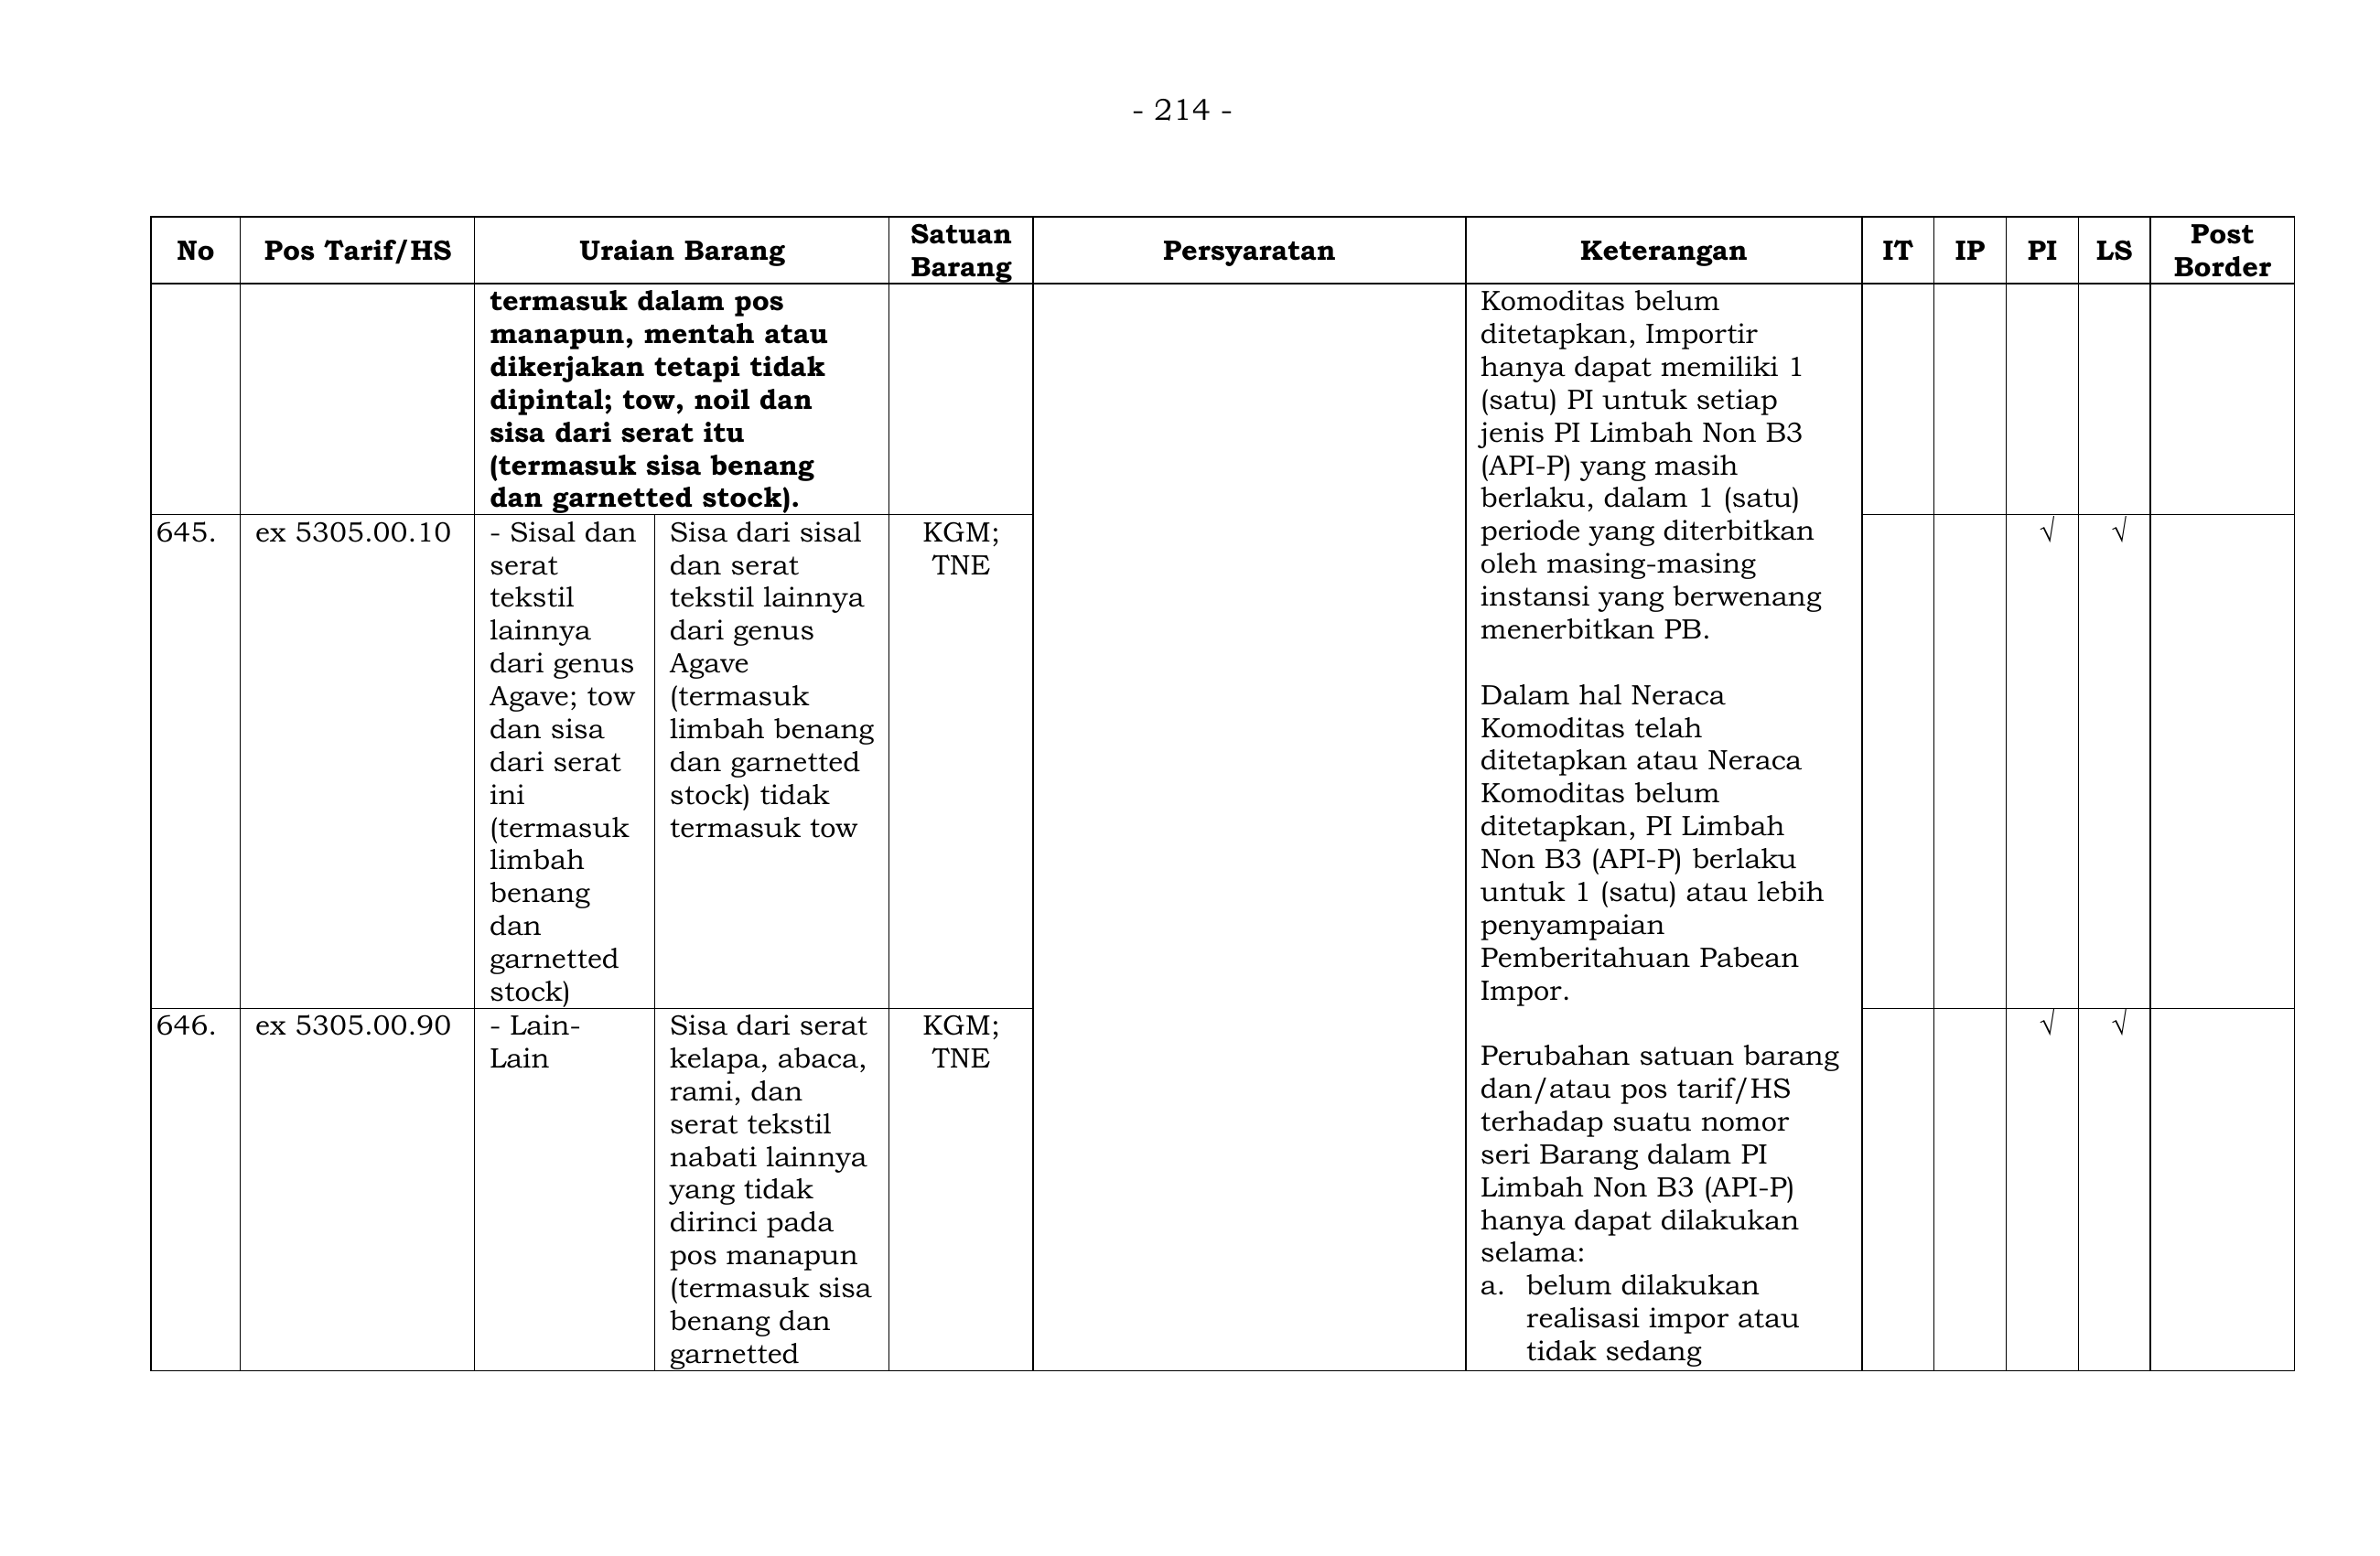 - 214 -
No
Pos Tarif/HS
Uraian Barang
Satuan
Barang
Persyaratan
Keterangan
IT
IP
PI
LS
Post
Border
termasuk dalam pos
manapun, mentah atau
dikerjakan tetapi tidak
dipintal; tow, noil dan
sisa dari serat itu
(termasuk sisa benang
dan garnetted stock).
645.
ex 5305.00.10
- Sisal dan
serat
tekstil
lainnya
dari genus
Agave; tow
dan sisa
dari serat
ini
(termasuk
limbah
benang
dan
garnetted
stock)
Sisa dari sisal
dan serat
tekstil lainnya
dari genus
Agave
(termasuk
limbah benang
dan garnetted
stock) tidak
termasuk tow
KGM;
TNE
√
√
646.
ex 5305.00.90
- Lain-
Lain
Sisa dari serat
kelapa, abaca,
rami, dan
serat tekstil
nabati lainnya
yang tidak
dirinci pada
pos manapun
(termasuk sisa
benang dan
garnetted
KGM;
TNE
√
√
Komoditas belum
ditetapkan, Importir
hanya dapat memiliki 1
(satu) PI untuk setiap
jenis PI Limbah Non B3
(API-P) yang masih
berlaku, dalam 1 (satu)
periode yang diterbitkan
oleh masing-masing
instansi yang berwenang
menerbitkan PB.
Dalam hal Neraca
Komoditas telah
ditetapkan atau Neraca
Komoditas belum
ditetapkan, PI Limbah
Non B3 (API-P) berlaku
untuk 1 (satu) atau lebih
penyampaian
Pemberitahuan Pabean
Impor.
Perubahan satuan barang
dan/atau pos tarif/HS
terhadap suatu nomor
seri Barang dalam PI
Limbah Non B3 (API-P)
hanya dapat dilakukan
selama:
a. belum dilakukan
realisasi impor atau
tidak sedang